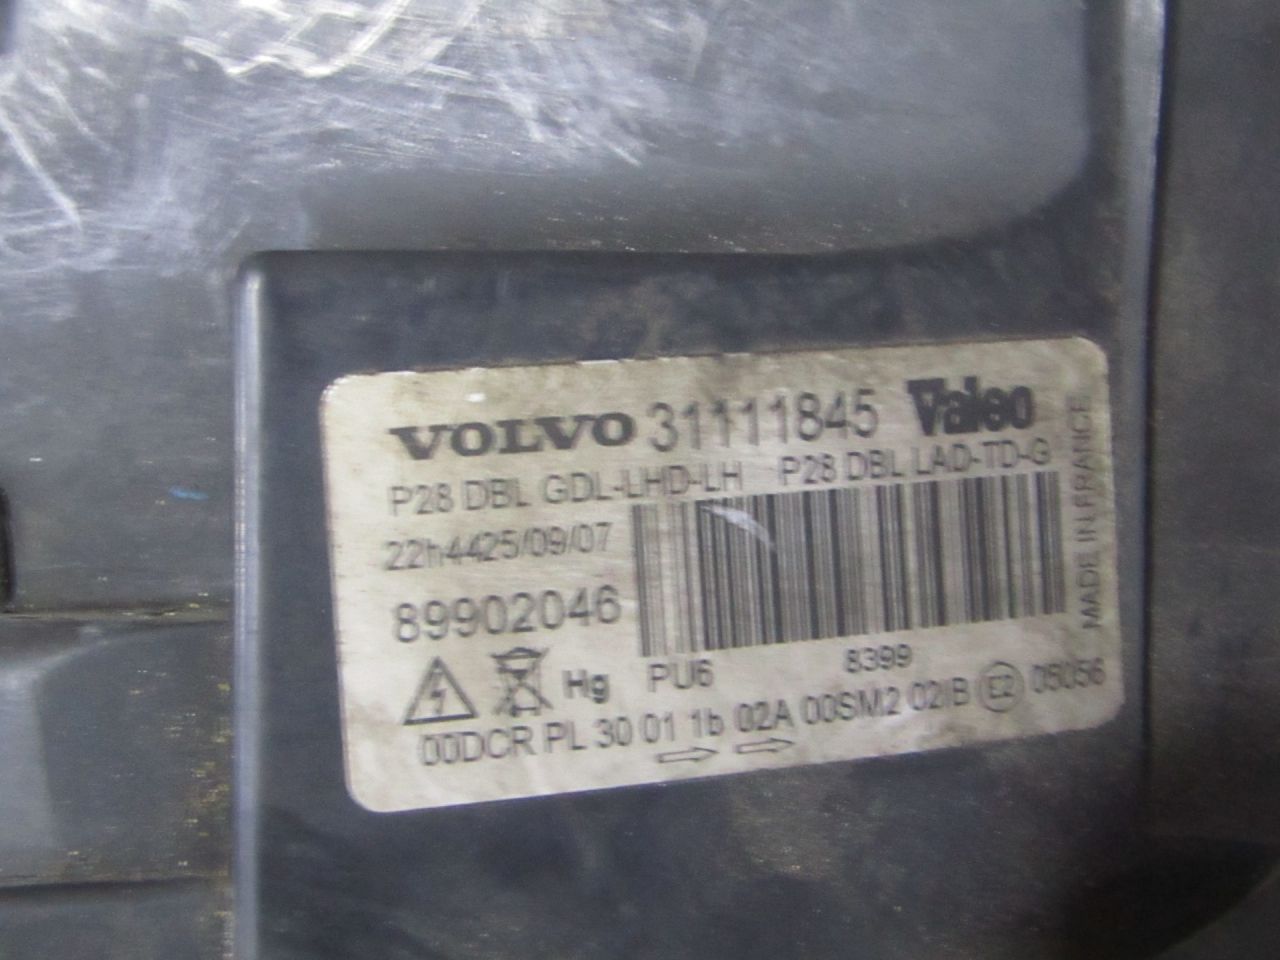 VOLVO 31111845 Valeo
P28 DBL GDL-LHD-LH P28 DBL LAD-TD-G
22h4425/09/07
89902046
MADE IN FRANCE
Hg PU6 8399
00DCR PL 30 01 1b 02A 00SM2 02IB E2 05056